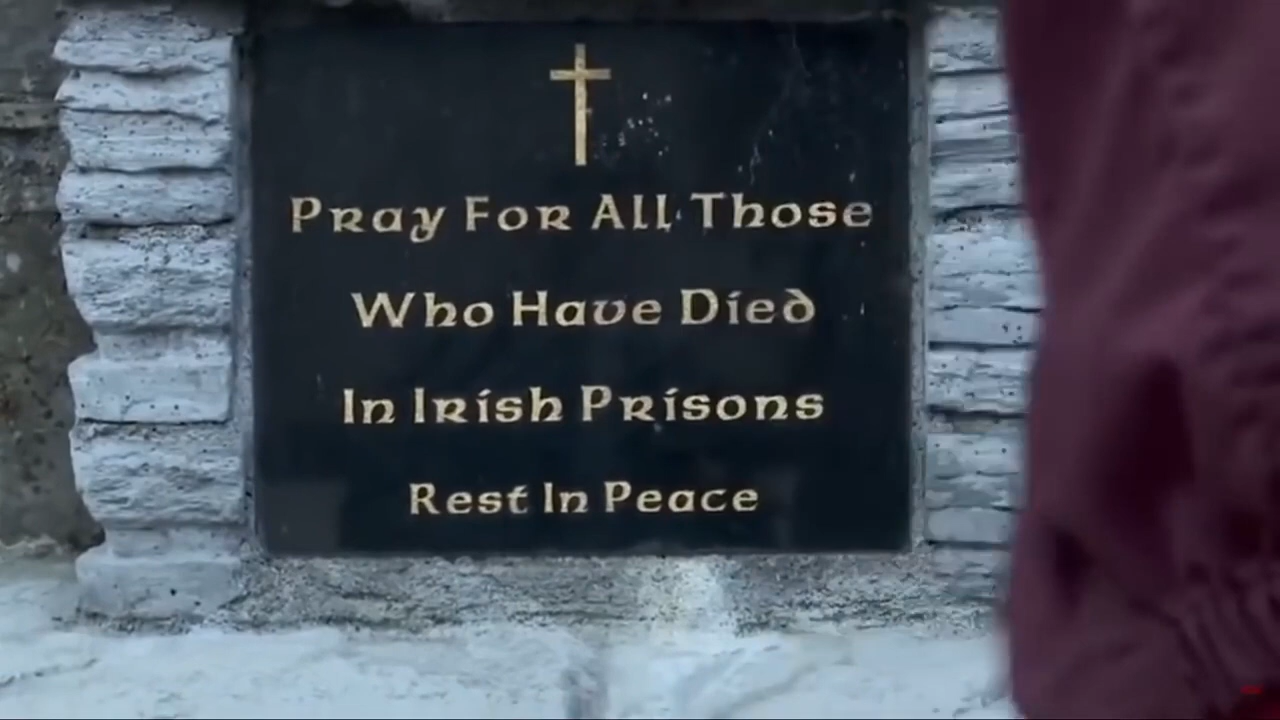 Pray For All Those
Who Have Died
In Irish Prisons
Rest In Peace